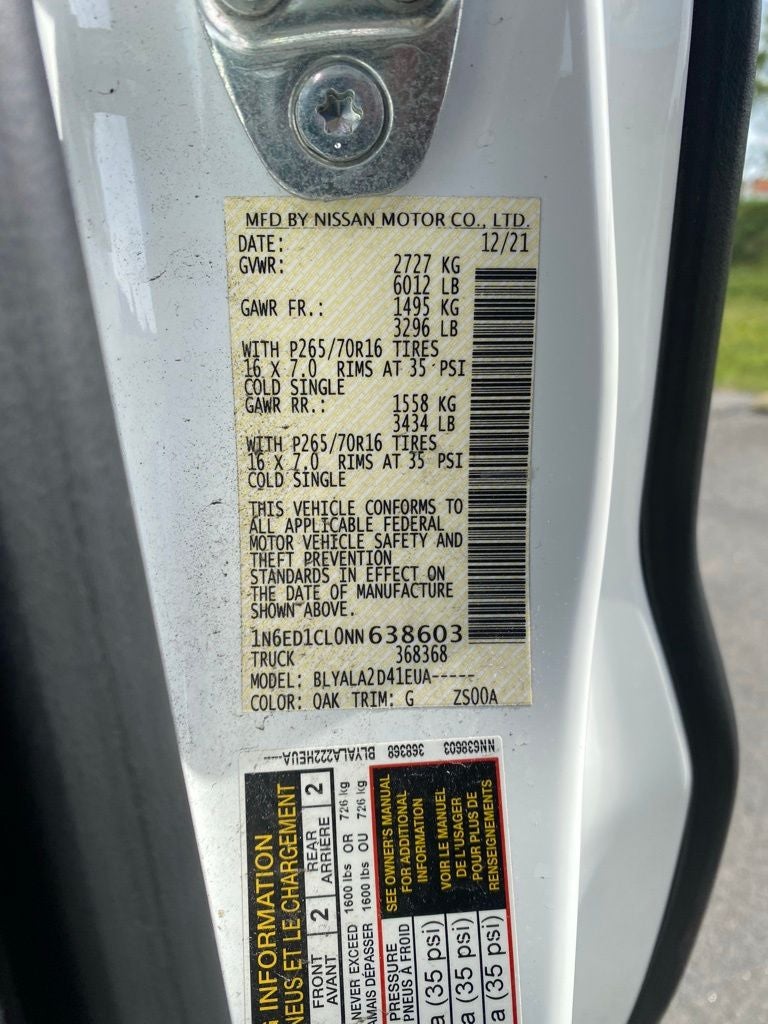 MFD BY NISSAN MOTOR CO., LTD.
DATE: 12/21
GVWR: 2727 KG
6012 LB
GAWR FR.: 1495 KG
3296 LB
WITH P265/70R16 TIRES
16 X 7.0 RIMS AT 35 PSI
COLD SINGLE
GAWR RR.: 1558 KG
3434 LB
WITH P265/70R16 TIRES
16 X 7.0 RIMS AT 35 PSI
COLD SINGLE
THIS VEHICLE CONFORMS TO
ALL APPLICABLE FEDERAL
MOTOR VEHICLE SAFETY AND
THEFT PREVENTION
STANDARDS IN EFFECT ON
THE DATE OF MANUFACTURE
SHOWN ABOVE.
1N6ED1CL0NN638603
TRUCK 368368
MODEL: BLYALA2D41EUA-----
COLOR: QAK TRIM: G ZS00A
NN638603 368368 BLYALA222HEUA-----
INFORMATION
PNEUS ET LE CHARGEMENT
FRONT 2 REAR 2
AVANT ARRIÈRE
NEVER EXCEED 1600 lbs OR 726 kg
JAMAIS DÉPASSER 1600 lbs OU 726 kg
SEE OWNER'S MANUAL
FOR ADDITIONAL
INFORMATION
VOIR LE MANUEL
DE L'USAGER
POUR PLUS DE
RENSEIGNEMENTS
PRESSURE
PNEUS À FROID
a (35 psi)
a (35 psi)
a (35 psi)